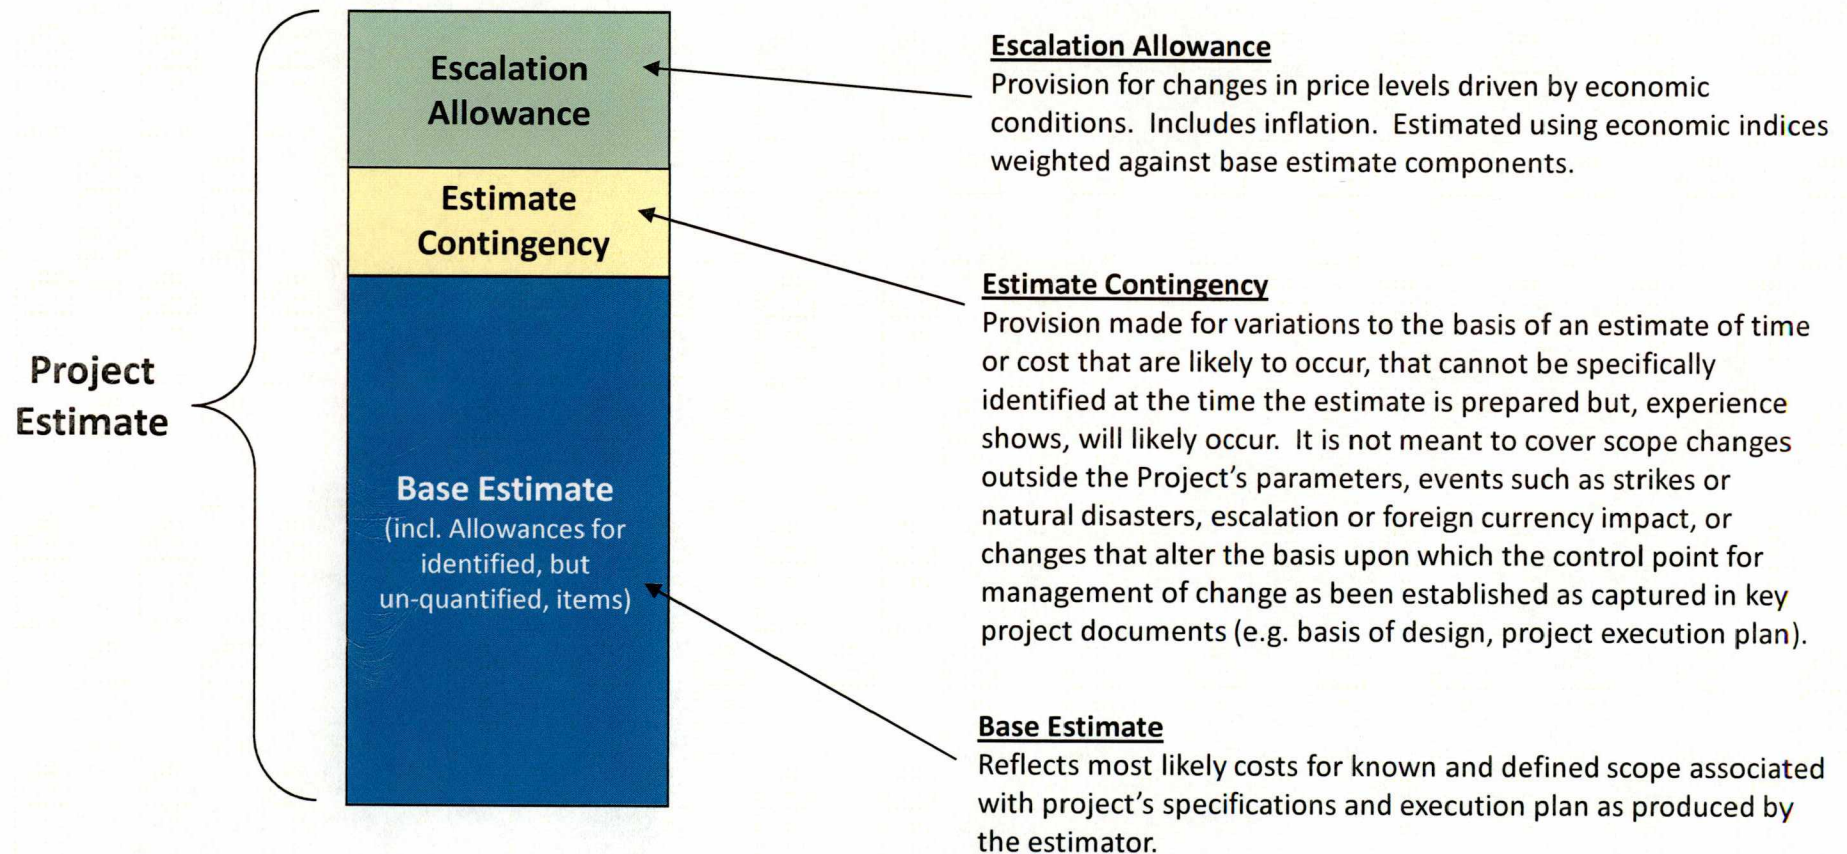 Project
Estimate
Escalation
Allowance
Estimate
Contingency
Base Estimate
(incl. Allowances for
identified, but
un-quantified, items)
Escalation Allowance
Provision for changes in price levels driven by economic
conditions.  Includes inflation.  Estimated using economic indices
weighted against base estimate components.
Estimate Contingency
Provision made for variations to the basis of an estimate of time
or cost that are likely to occur, that cannot be specifically
identified at the time the estimate is prepared but, experience
shows, will likely occur.  It is not meant to cover scope changes
outside the Project’s parameters, events such as strikes or
natural disasters, escalation or foreign currency impact, or
changes that alter the basis upon which the control point for
management of change as been established as captured in key
project documents (e.g. basis of design, project execution plan).
Base Estimate
Reflects most likely costs for known and defined scope associated
with project’s specifications and execution plan as produced by
the estimator.